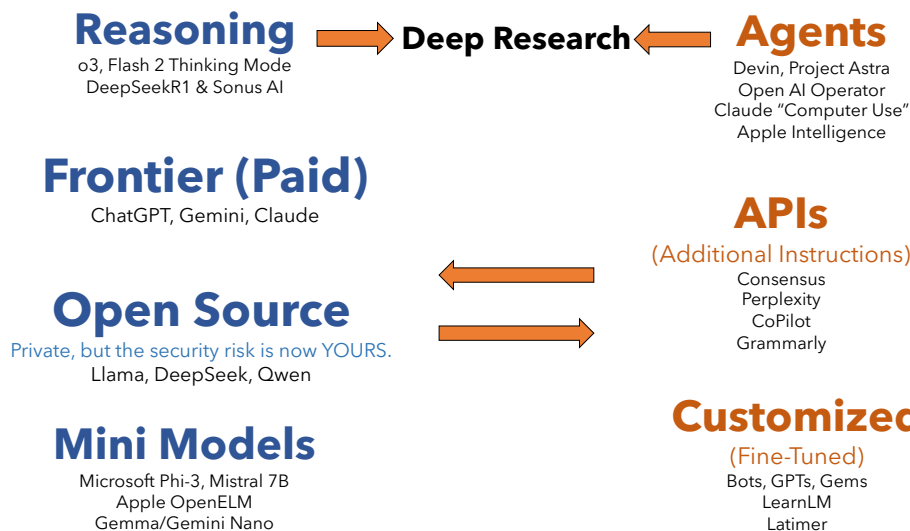 Reasoning
o3, Flash 2 Thinking Mode
DeepSeekR1 & Sonus AI
Deep Research
Agents
Devin, Project Astra
Open AI Operator
Claude “Computer Use”
Apple Intelligence
Frontier (Paid)
ChatGPT, Gemini, Claude
APIs
(Additional Instructions)
Consensus
Perplexity
CoPilot
Grammarly
Open Source
Private, but the security risk is now YOURS.
Llama, DeepSeek, Qwen
Mini Models
Microsoft Phi-3, Mistral 7B
Apple OpenELM
Gemma/Gemini Nano
Customized
(Fine-Tuned)
Bots, GPTs, Gems
LearnLM
Latimer